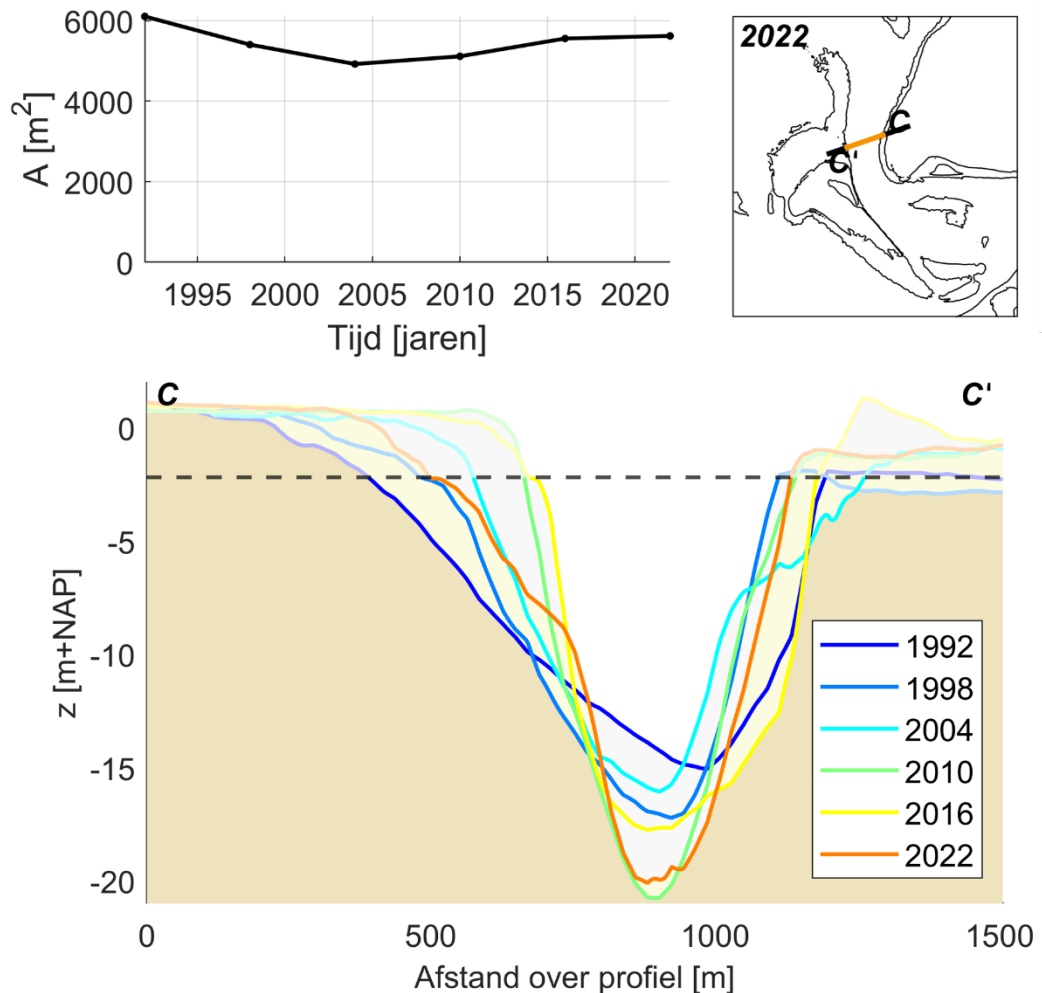 6000
4000
2000
0
A [m²]
1995 2000 2005 2010 2015 2020
Tijd [jaren]
2022
C
C'
C C'
0
-5
-10
-15
-20
z [m+NAP]
1992
1998
2004
2010
2016
2022
0 500 1000 1500
Afstand over profiel [m]